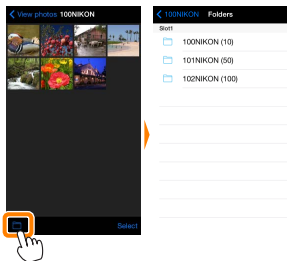 View photos 100NIKON
Select
100NIKON Folders
Slot1
100NIKON (10)
101NIKON (50)
102NIKON (100)